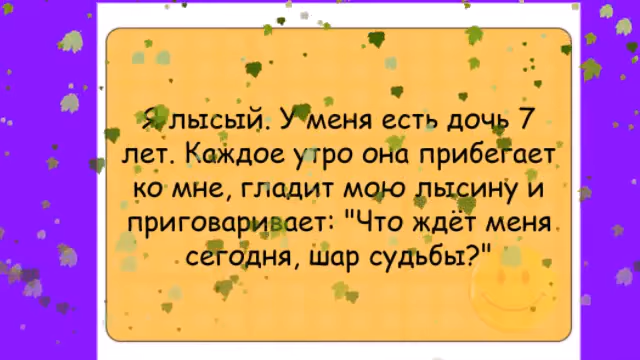 Я лысый. У меня есть дочь 7
лет. Каждое утро она прибегает
ко мне, гладит мою лысину и
приговаривает: "Что ждёт меня
сегодня, шар судьбы?"